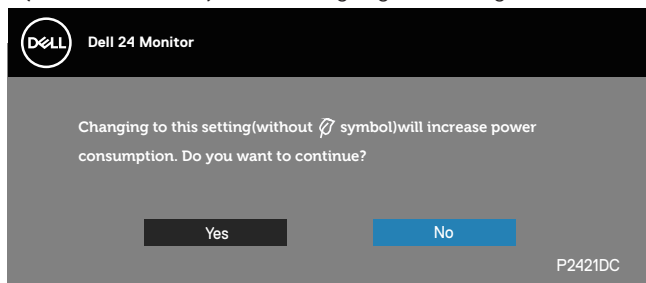 DELL
Dell 24 Monitor
Changing to this setting(without symbol)will increase power
consumption. Do you want to continue?
Yes
No
P2421DC